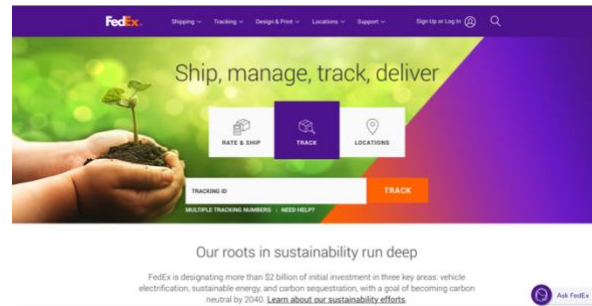 FedEx.
Shipping Tracking Design & Print Locations Support Sign Up or Log In
Ship, manage, track, deliver
RATE & SHIP TRACK LOCATIONS
TRACKING ID TRACK
MULTIPLE TRACKING NUMBERS | NEED HELP?
Our roots in sustainability run deep
FedEx is designating more than $2 billion of initial investment in three key areas: vehicle
electrification, sustainable energy, and carbon sequestration, with a goal of becoming carbon
neutral by 2040. Learn about our sustainability efforts.
Ask FedEx